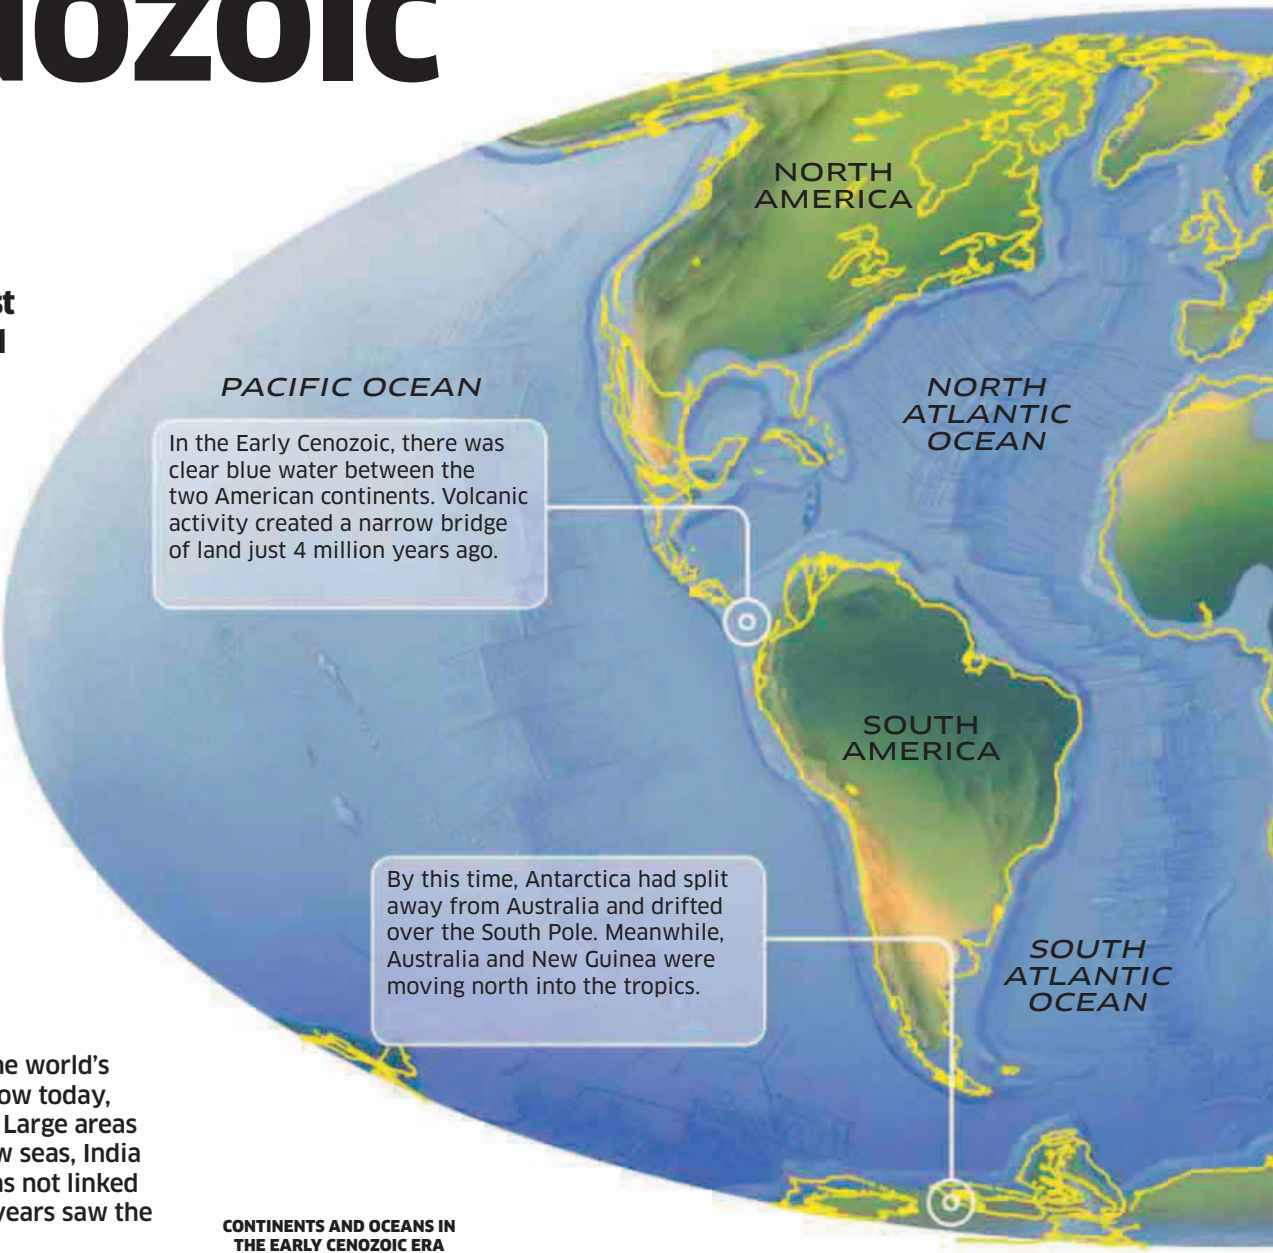 NOZOIC
st
NORTH
AMERICA
PACIFIC OCEAN
NORTH
ATLANTIC
OCEAN
In the Early Cenozoic, there was
clear blue water between the
two American continents. Volcanic
activity created a narrow bridge
of land just 4 million years ago.
SOUTH
AMERICA
By this time, Antarctica had split
away from Australia and drifted
over the South Pole. Meanwhile,
Australia and New Guinea were
moving north into the tropics.
SOUTH
ATLANTIC
OCEAN
he world's
ow today,
Large areas
w seas, India
as not linked
years saw the
CONTINENTS AND OCEANS IN
THE EARLY CENOZOIC ERA